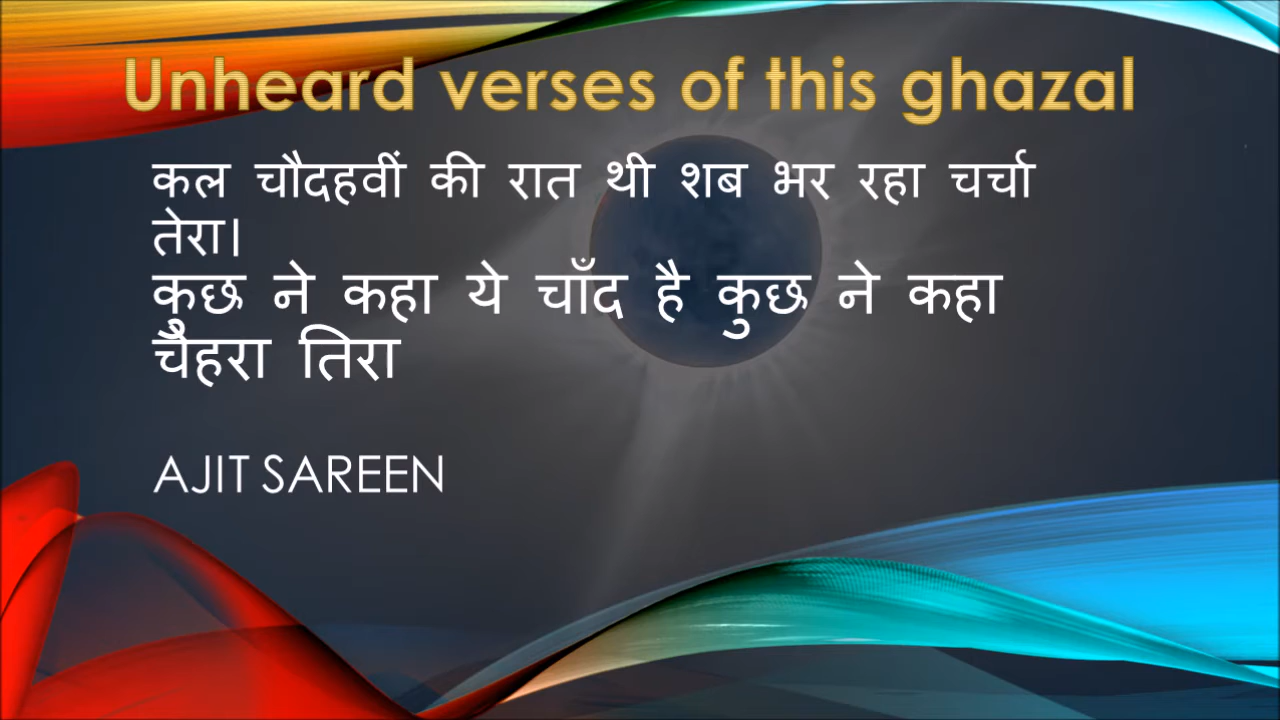 Unheard verses of this ghazal
कल चौदहवीं की रात थी शब भर रहा चर्चा
तेरा।
कुछ ने कहा ये चाँद है कुछ ने कहा
चेहरा तिरा
AJIT SAREEN